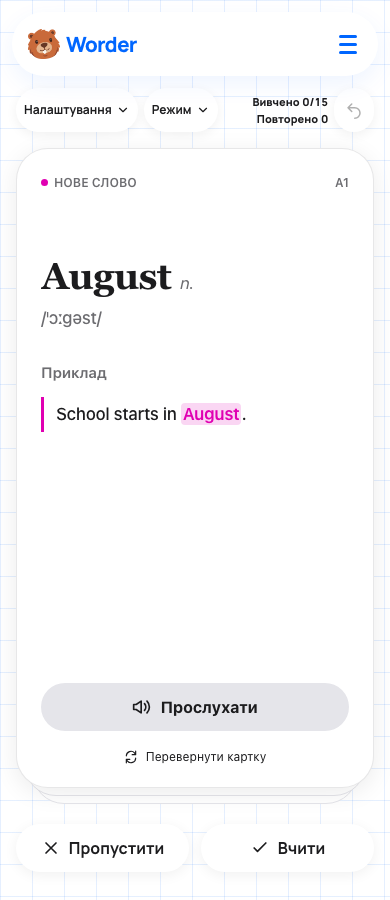 Worder
Налаштування
Режим
Вивчено 0/15
Повторено 0
НОВЕ СЛОВО
A1
August n.
/ˈɔːɡəst/
Приклад
School starts in August.
Прослухати
Перевернути картку
Пропустити
Вчити